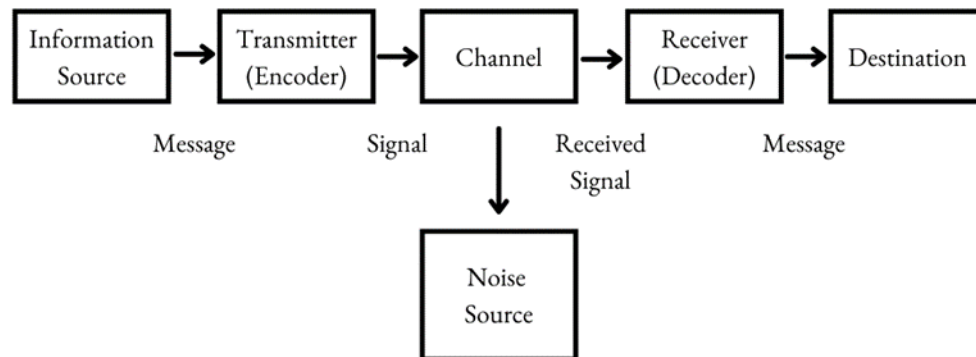 Information
Source
Transmitter
(Encoder)
Channel
Receiver
(Decoder)
Destination
Message
Signal
Received
Signal
Message
Noise
Source